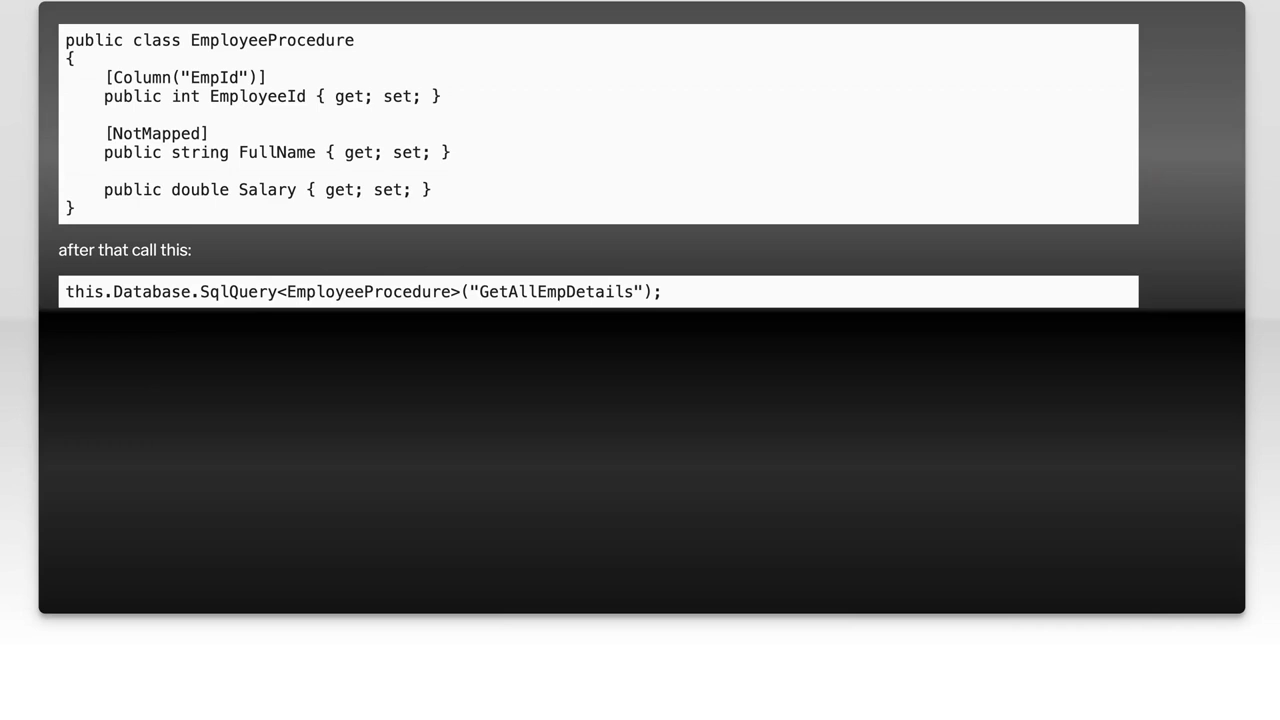 public class EmployeeProcedure
{
    [Column("EmpId")]
    public int EmployeeId { get; set; }
    [NotMapped]
    public string FullName { get; set; }
    public double Salary { get; set; }
}
after that call this:
this.Database.SqlQuery<EmployeeProcedure>("GetAllEmpDetails");